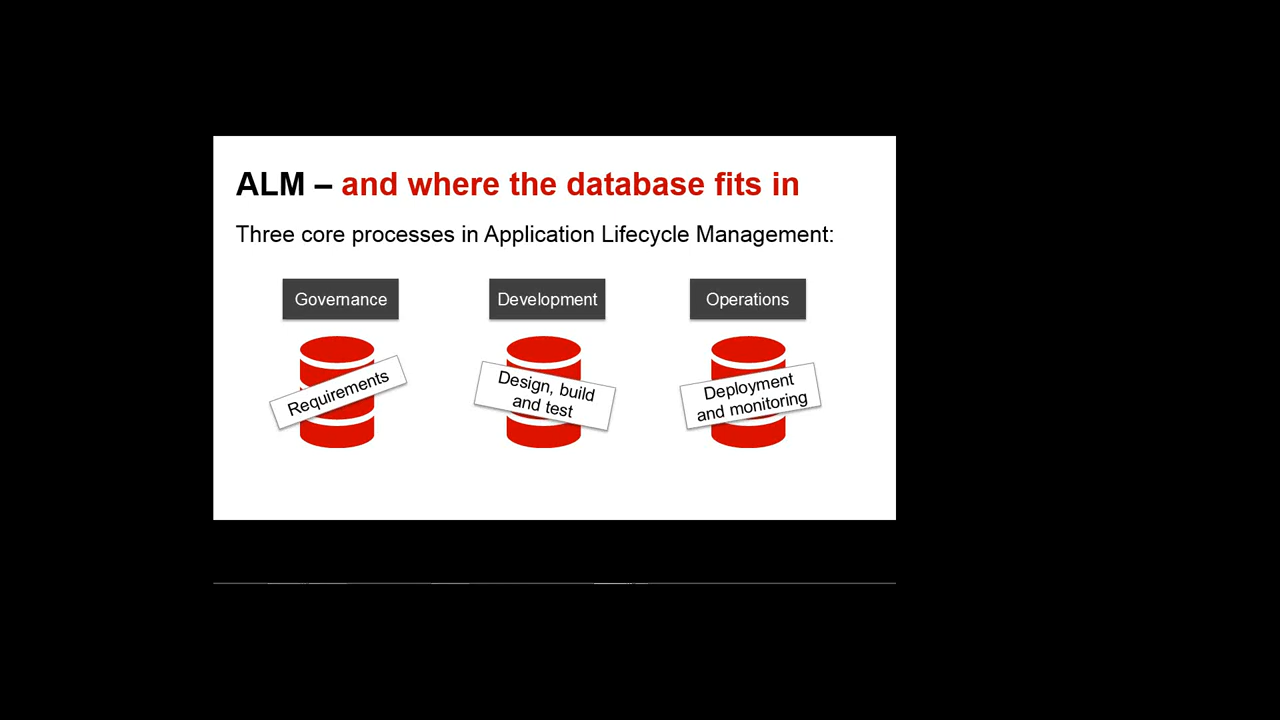 ALM – and where the database fits in
Three core processes in Application Lifecycle Management:
Governance
Development
Operations
Requirements
Design, build
and test
Deployment
and monitoring